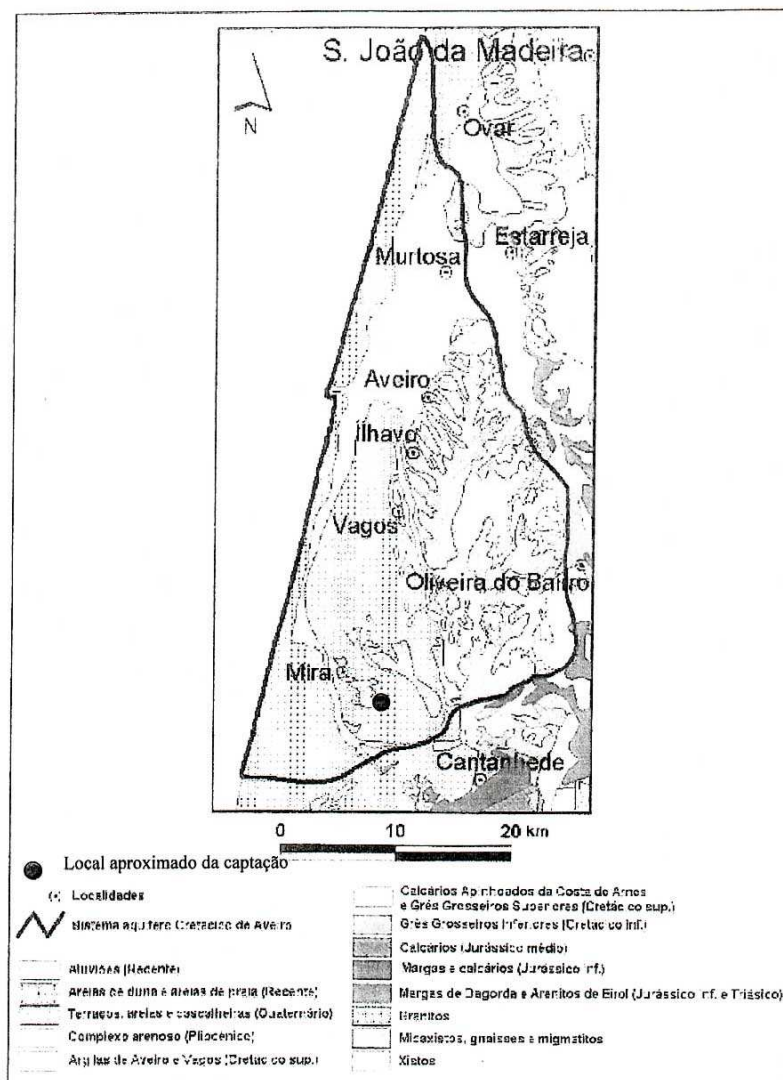 S. João da Madeira
N
Ovar
Estarreja
Murtosa
Aveiro
Ílhavo
Vagos
Oliveira do Bairro
Mira
Cantanhede
0 10 20 km
Local aproximado da captação
Localidades
Sistema aquífero Cretácico de Aveiro
Aluviões (Recente)
Areias de duna e areias de praia (Recente)
Terraços, areias e cascalheiras (Quaternário)
Complexo arenoso (Pliocénico)
Argilas de Aveiro e Vagos (Cretácico sup.)
Calcários Apinhoados da Costa de Arnes
e Grés Grosseiros Superiores (Cretácico sup.)
Grés Grosseiros Inferiores (Cretácico inf.)
Calcários (Jurássico médio)
Margas e calcários (Jurássico inf.)
Margas de Dagorda e Arenitos de Eirol (Jurássico inf. e Triásico)
Granitos
Micaxistos, gnaisses e migmatitos
Xistos